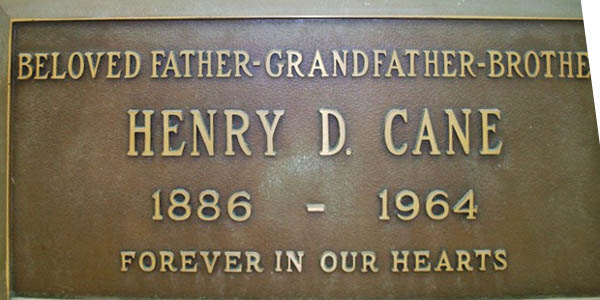 BELOVED FATHER-GRANDFATHER-BROTHE
HENRY D. CANE
1886 - 1964
FOREVER IN OUR HEARTS